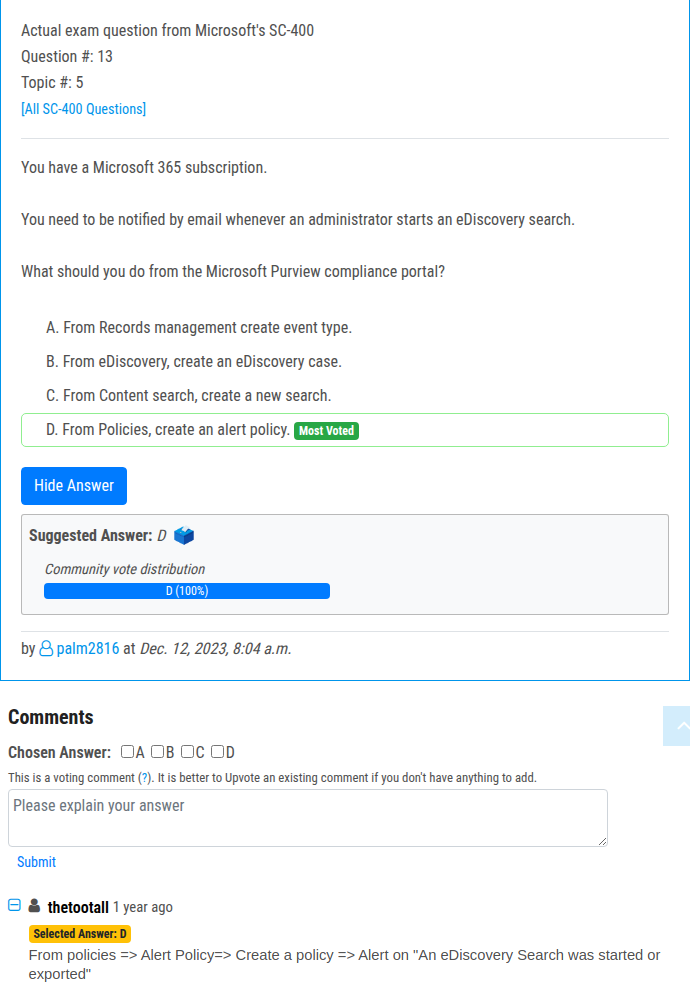 Actual exam question from Microsoft's SC-400
Question #: 13
Topic #: 5
[All SC-400 Questions]
You have a Microsoft 365 subscription.
You need to be notified by email whenever an administrator starts an eDiscovery search.
What should you do from the Microsoft Purview compliance portal?
A. From Records management create event type.
B. From eDiscovery, create an eDiscovery case.
C. From Content search, create a new search.
D. From Policies, create an alert policy. Most Voted
Hide Answer
Suggested Answer: D
Community vote distribution
D (100%)
by palm2816 at Dec. 12, 2023, 8:04 a.m.
Comments
Chosen Answer: A B C D
This is a voting comment (?). It is better to Upvote an existing comment if you don't have anything to add.
Please explain your answer
Submit
thetootall 1 year ago
Selected Answer: D
From policies => Alert Policy=> Create a policy => Alert on "An eDiscovery Search was started or
exported"